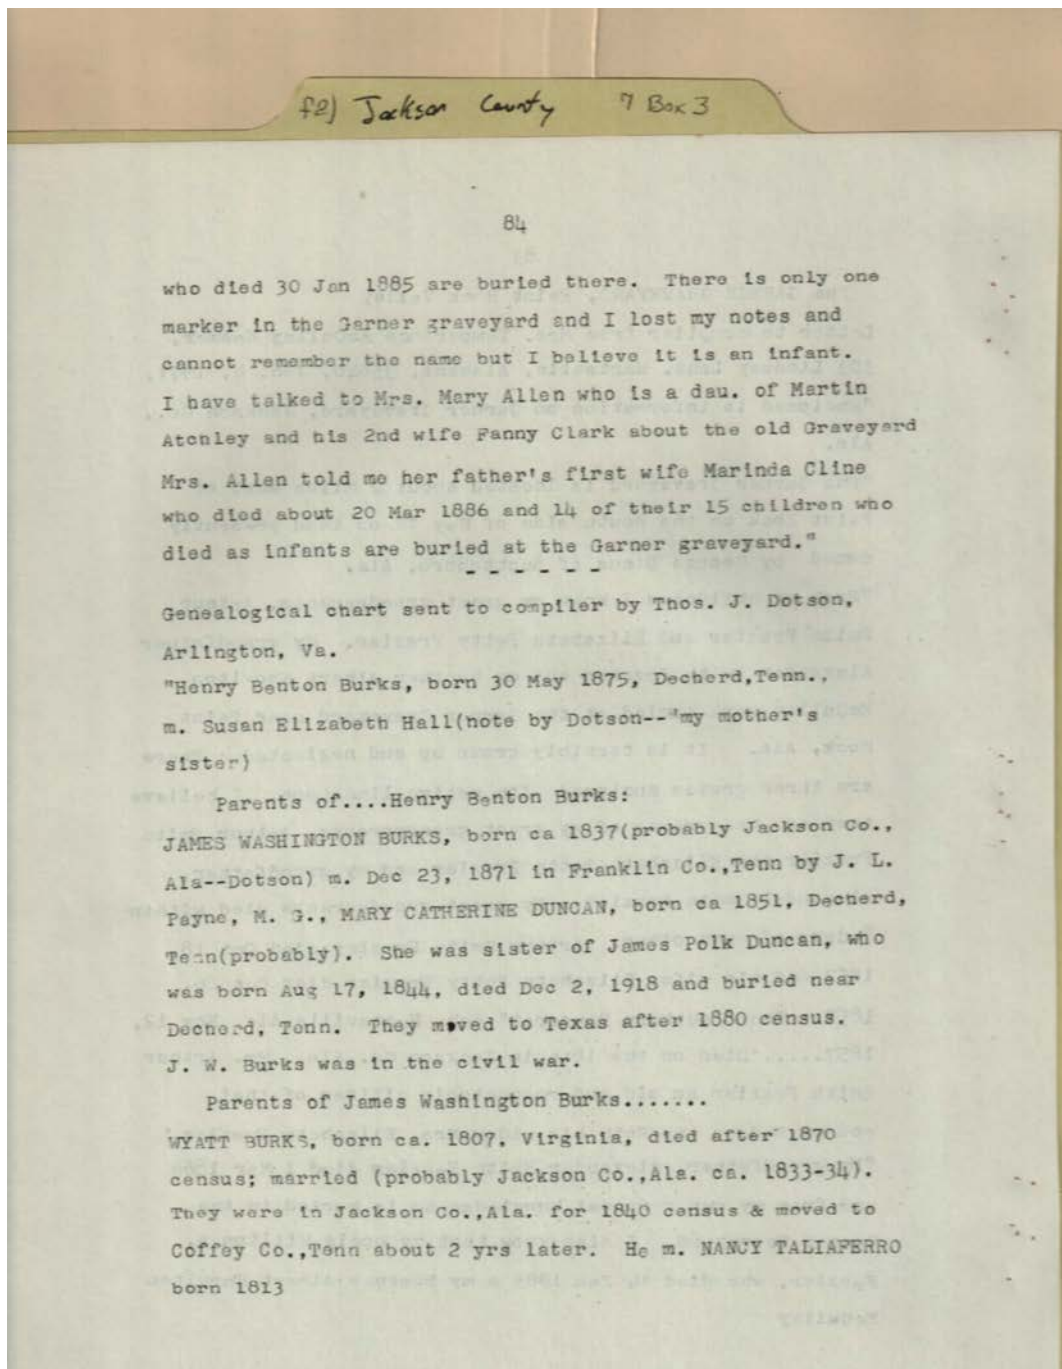 f2) Jackson County 7 Box 3
84
who died 30 Jan 1885 are buried there. There is only one
marker in the Garner graveyard and I lost my notes and
cannot remember the name but I believe it is an infant.
I have talked to Mrs. Mary Allen who is a dau. of Martin
Atchley and his 2nd wife Fanny Clark about the old Graveyard
Mrs. Allen told me her father's first wife Marinda Cline
who died about 20 Mar 1886 and 14 of their 15 children who
died as infants are buried at the Garner graveyard."
- - - - - -
Genealogical chart sent to compiler by Thos. J. Dotson,
Arlington, Va.
"Henry Benton Burks, born 30 May 1875, Decherd,Tenn.,
m. Susan Elizabeth Hall(note by Dotson--"my mother's
sister)
Parents of....Henry Benton Burks:
JAMES WASHINGTON BURKS, born ca 1837(probably Jackson Co.,
Ala--Dotson) m. Dec 23, 1871 in Franklin Co.,Tenn by J. L.
Payne, M. G., MARY CATHERINE DUNCAN, born ca 1851, Decherd,
Tenn(probably). She was sister of James Polk Duncan, who
was born Aug 17, 1844, died Dec 2, 1918 and buried near
Decherd, Tenn. They moved to Texas after 1880 census.
J. W. Burks was in the civil war.
Parents of James Washington Burks.......
WYATT BURKS, born ca. 1807, Virginia, died after 1870
census; married (probably Jackson Co.,Ala. ca. 1833-34).
They were in Jackson Co.,Ala. for 1840 census & moved to
Coffey Co.,Tenn about 2 yrs later. He m. NANCY TALIAFERRO
born 1813